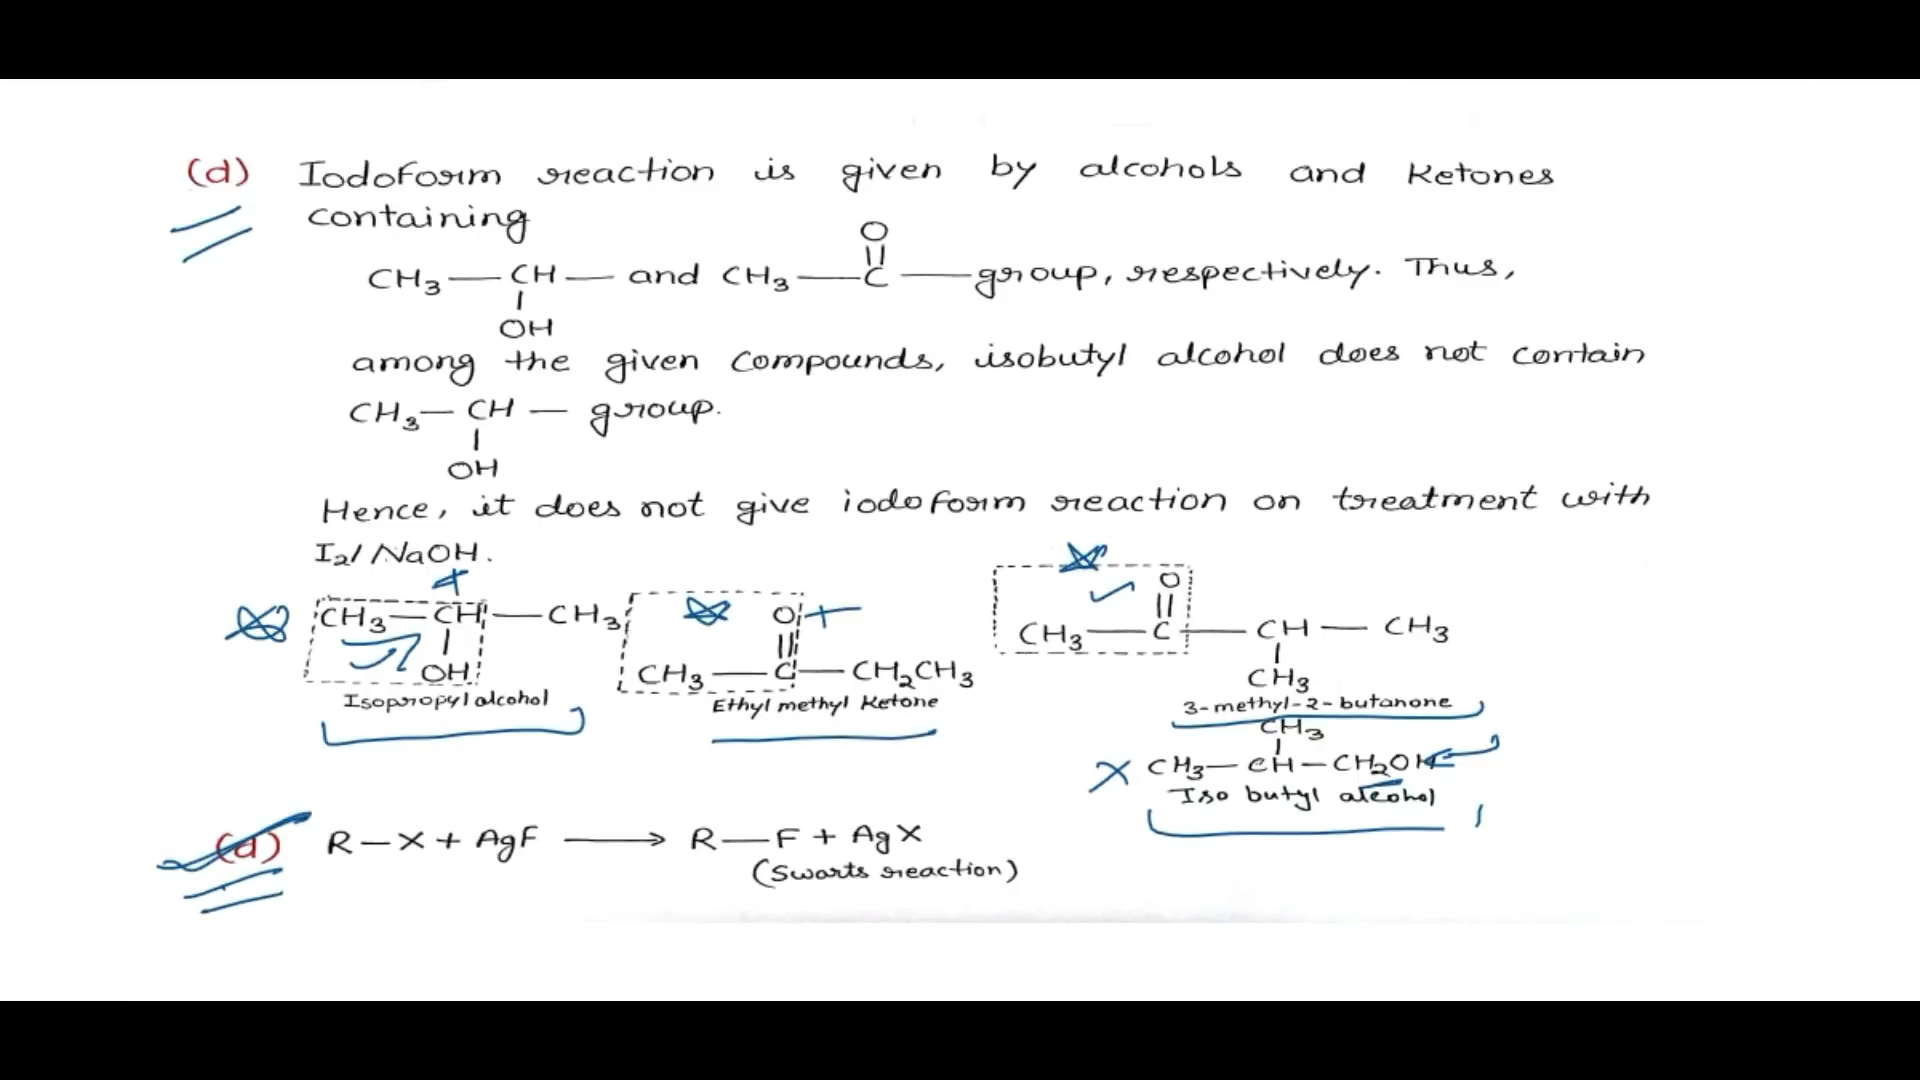 (d) Iodoform reaction is given by alcohols and Ketones
containing
O
||
CH₃ — CH — and CH₃ — C — group, respectively. Thus,
|
OH
among the given compounds, isobutyl alcohol does not contain
CH₃ — CH — group.
|
OH
Hence, it does not give iodoform reaction on treatment with
I₂/NaOH.
CH₃ — CH — CH₃
|
OH
Isopropyl alcohol
O
||
CH₃ — C — CH₂CH₃
Ethyl methyl Ketone
O
||
CH₃ — C — CH — CH₃
|
CH₃
3-methyl-2-butanone
CH₃
|
CH₃ — CH — CH₂OH
Iso butyl alcohol
(d) R — X + AgF ⟶ R — F + AgX
(Swarts reaction)